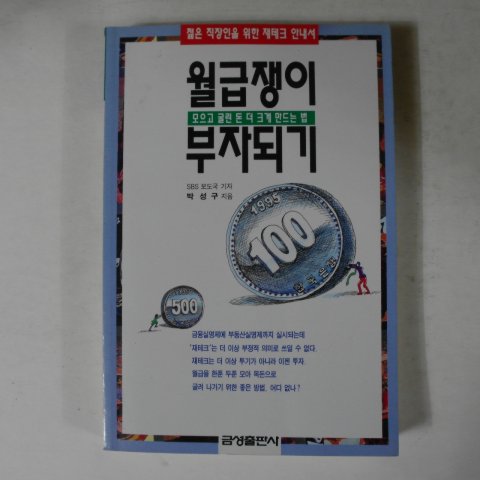 젊은 직장인을 위한 재테크 안내서
월급쟁이
모으고 굴린 돈 더 크게 만드는 법
부자되기
SBS 보도국 기자
박성구 지음
1995
100
한국은행
500
금융실명제에 부동산실명제까지 실시되는데
'재테크'는 더 이상 부정적 의미로 쓰일 수 없다.
재테크는 더 이상 투기가 아니라 이젠 투자.
월급을 한푼 두푼 모아 목돈으로
굴려 나가기 위한 좋은 방법, 어디 없나?
금성출판사